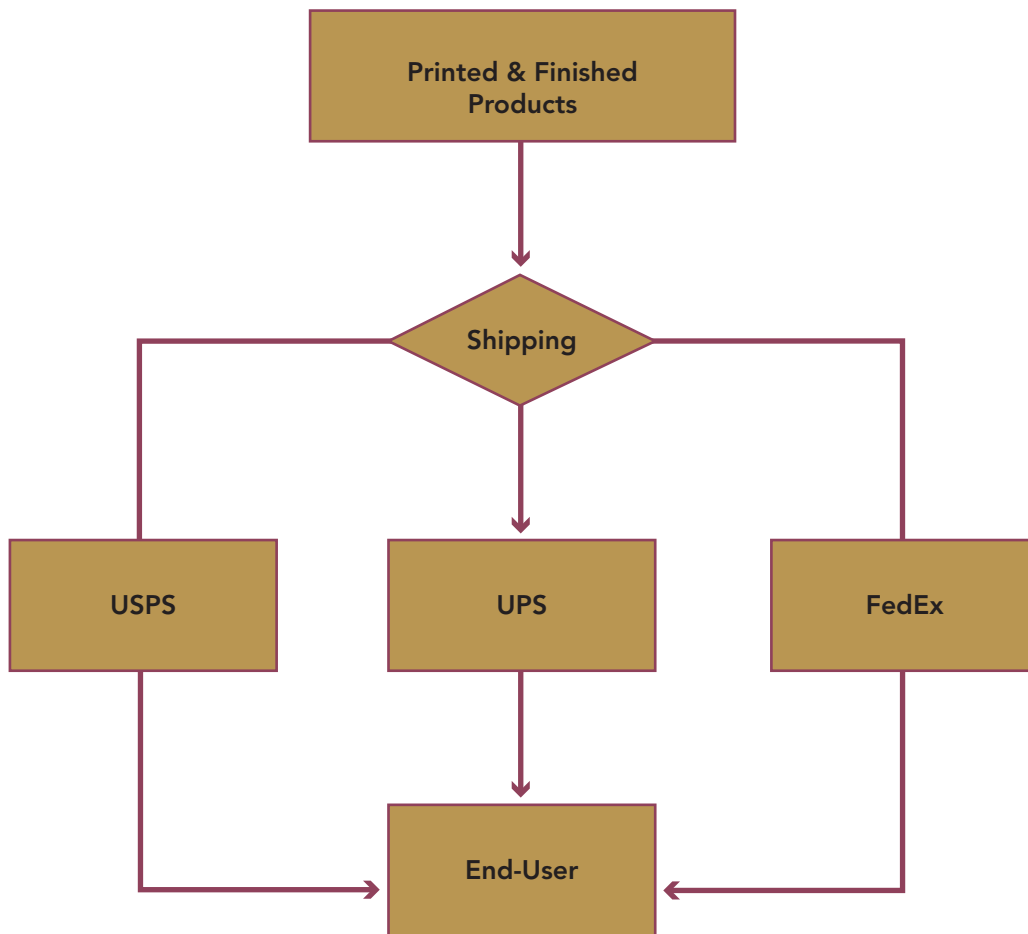 Printed & Finished
Products
Shipping
USPS
UPS
FedEx
End-User